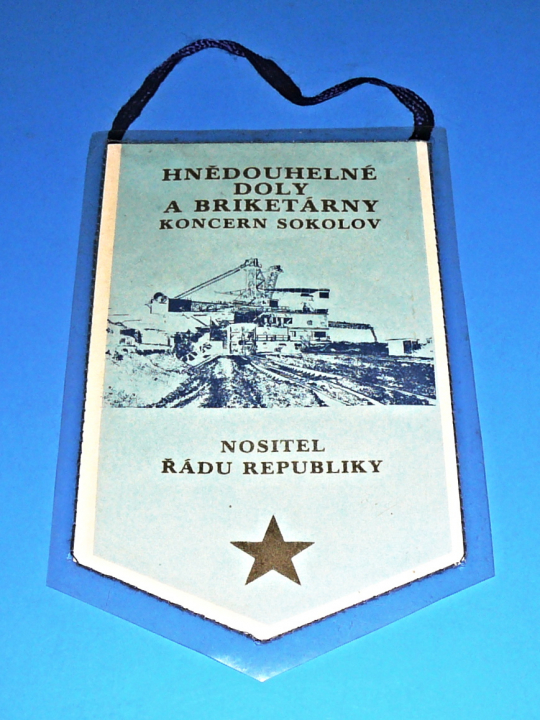 HNĚDOUHELNÉ
DOLY
A BRIKETÁRNY
KONCERN SOKOLOV
NOSITEL
ŘÁDU REPUBLIKY